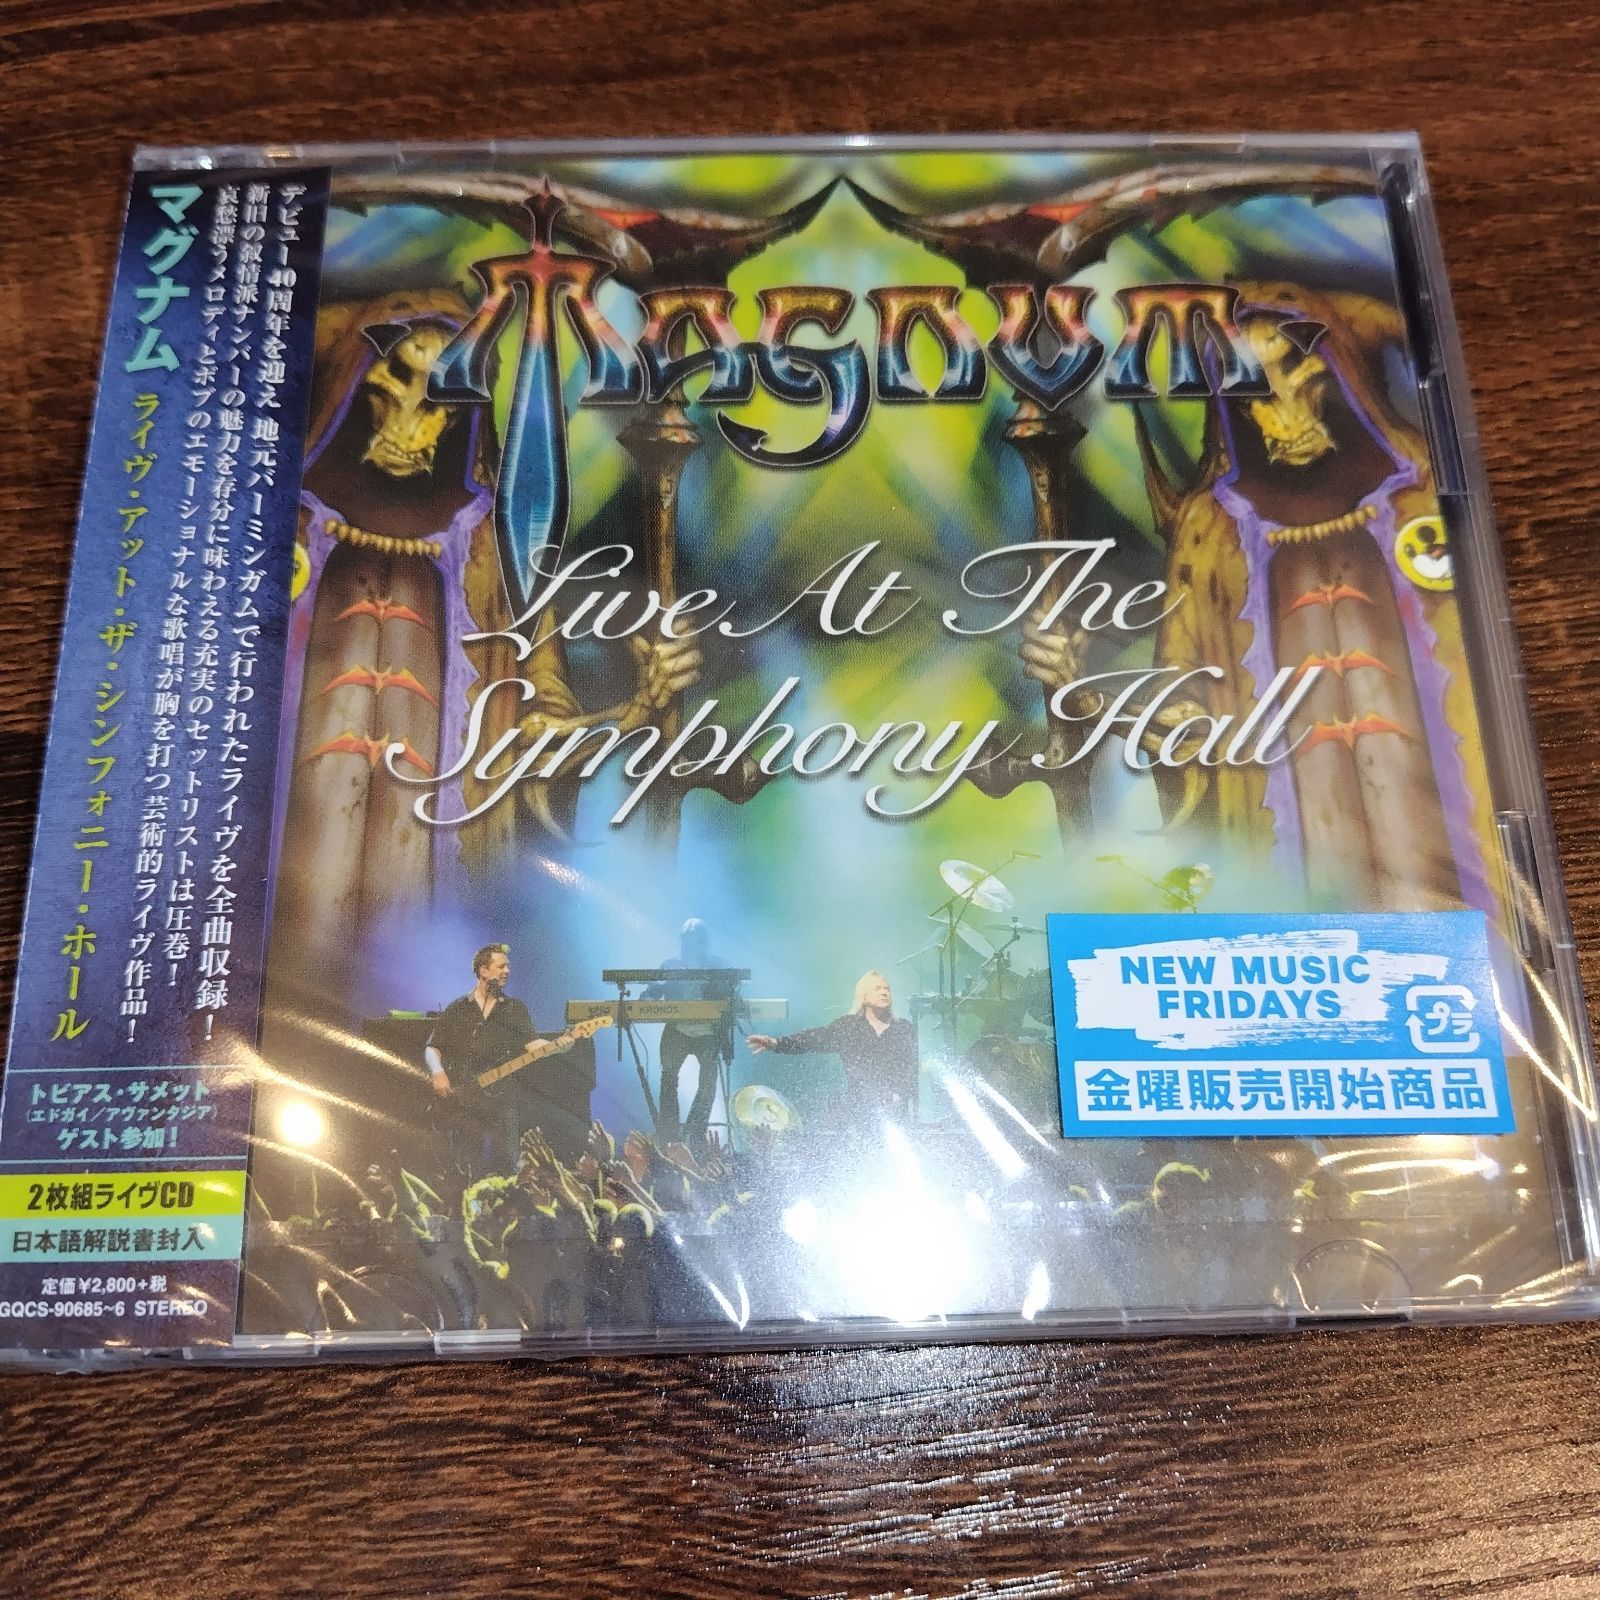 マグナム ライヴ・アット・ザ・シンフォニー・ホール
デビュー40周年を迎え 地元バーミンガムで行われたライヴを全曲収録!
新旧の叙情派ナンバーの魅力を存分に味わえる充実のセットリストは圧巻!
哀愁漂うメロディとポップのエモーショナルな歌唱が胸を打つ芸術的ライヴ作品!
トビアス・サメット
(エドガイ/アヴァンタジア)
ゲスト参加!
2枚組ライヴCD
日本語解説書封入
定価¥2,800+税
GQCS-90685~6 STEREO
MAGNUM
Live At The
Symphony Hall
KRONOS
NEW MUSIC
FRIDAYS
プラ
金曜販売開始商品